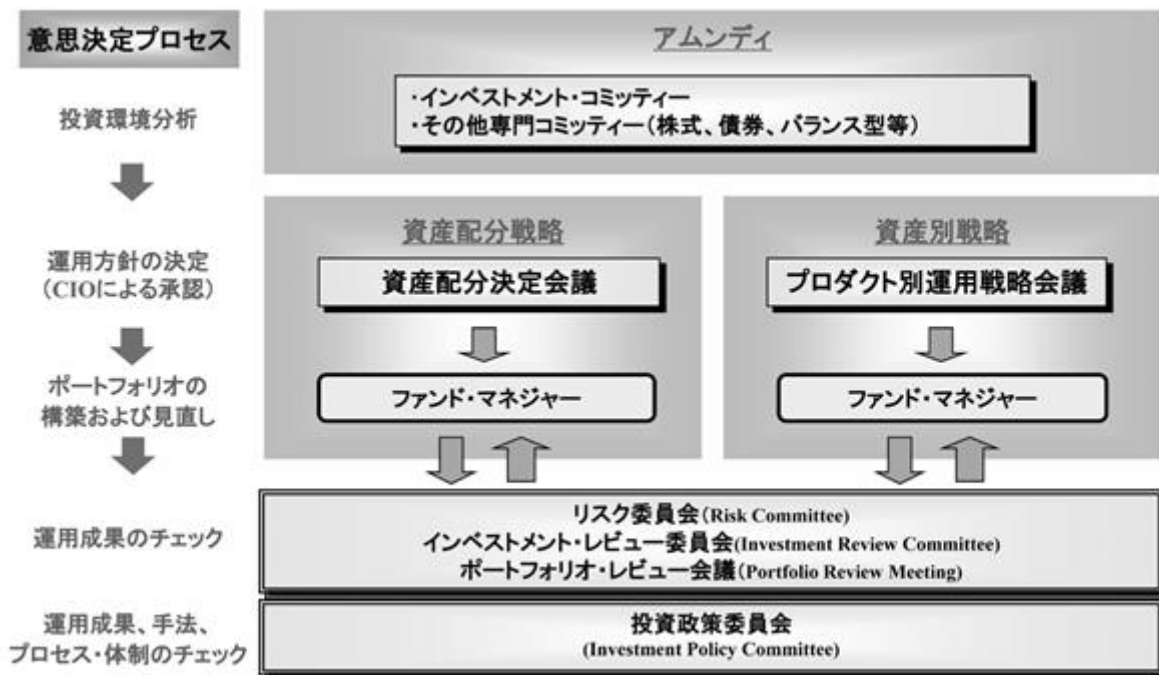 意思決定プロセス
アムンディ
投資環境分析
・インベストメント・コミッティー
・その他専門コミッティー（株式、債券、バランス型等）
運用方針の決定
（CIOによる承認）
資産配分戦略
資産配分決定会議
資産別戦略
プロダクト別運用戦略会議
ポートフォリオの
構築および見直し
ファンド・マネジャー
ファンド・マネジャー
運用成果のチェック
リスク委員会（Risk Committee）
インベストメント・レビュー委員会(Investment Review Committee)
ポートフォリオ・レビュー会議(Portfolio Review Meeting)
運用成果、手法、
プロセス・体制のチェック
投資政策委員会
(Investment Policy Committee)